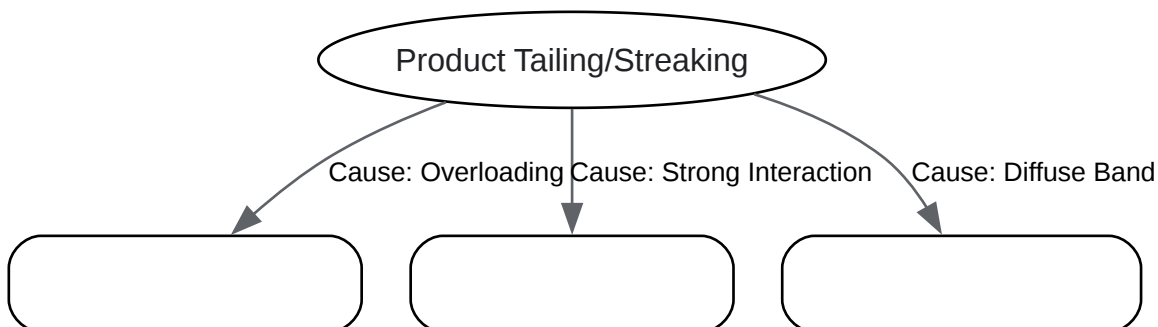 Product Tailing/Streaking
Cause: Overloading
Cause: Strong Interaction
Cause: Diffuse Band